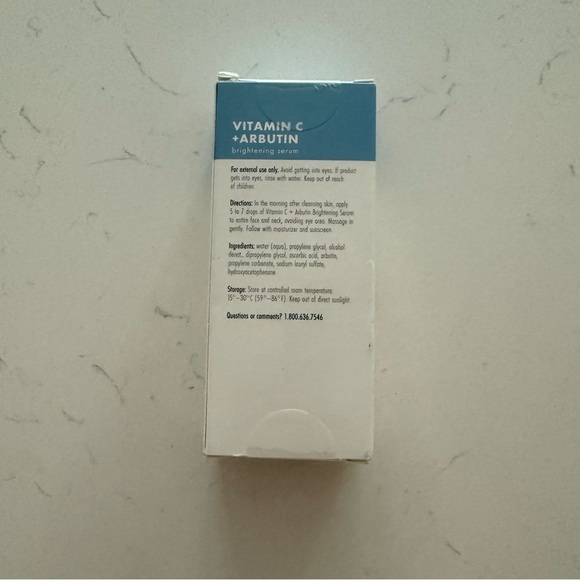 VITAMIN C
+ARBUTIN
brightening serum
For external use only. Avoid getting into eyes. If product
gets into eyes, rinse with water. Keep out of reach
of children
Directions: In the morning after cleansing skin, apply
5 to 7 drops of Vitamin C + Arbutin Brightening Serum
to entire face and neck, avoiding eye area. Massage in
gently. Follow with moisturizer and sunscreen.
Ingredients: water (aqua), propylene glycol, alcohol
denat., dipropylene glycol, ascorbic acid, arbutin,
propylene carbonate, sodium lauryl sulfate,
hydroxyacetophenone
Storage: Store at controlled room temperature:
15°–30°C (59°–86°F). Keep out of direct sunlight.
Questions or comments? 1.800.636.7546